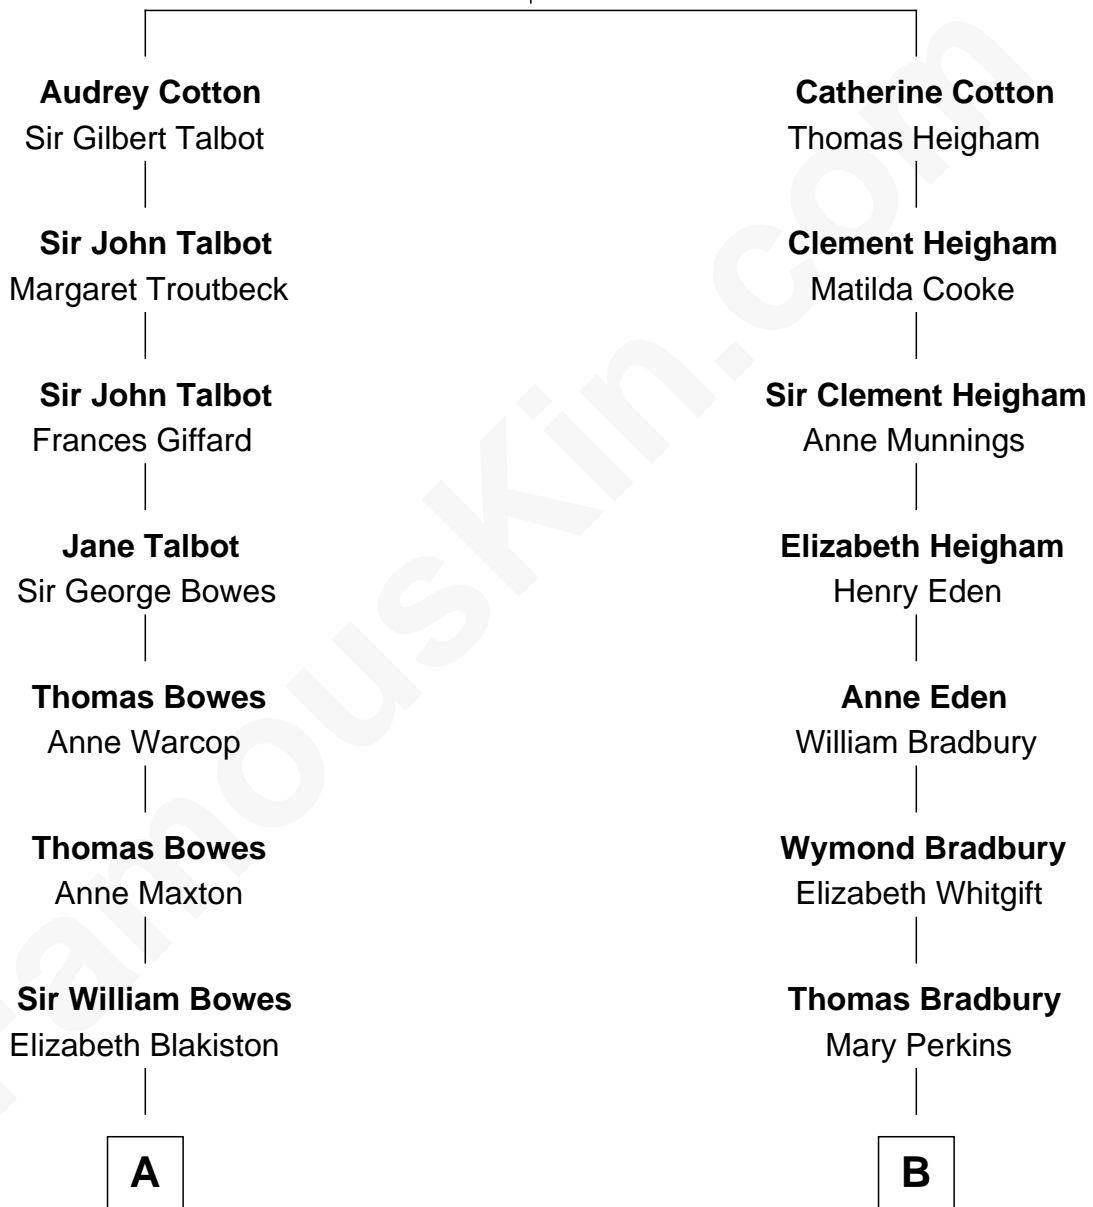 Audrey Cotton
Sir Gilbert Talbot
Sir John Talbot
Margaret Troutbeck
Sir John Talbot
Frances Giffard
Jane Talbot
Sir George Bowes
Thomas Bowes
Anne Warcop
Thomas Bowes
Anne Maxton
Sir William Bowes
Elizabeth Blakiston
A
Catherine Cotton
Thomas Heigham
Clement Heigham
Matilda Cooke
Sir Clement Heigham
Anne Munnings
Elizabeth Heigham
Henry Eden
Anne Eden
William Bradbury
Wymond Bradbury
Elizabeth Whitgift
Thomas Bradbury
Mary Perkins
B
FamousKin.com